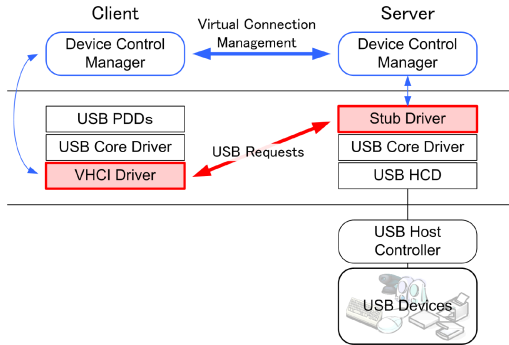 Client
Server
Virtual Connection
Management
Device Control
Manager
Device Control
Manager
USB PDDs
USB Core Driver
VHCI Driver
USB Requests
Stub Driver
USB Core Driver
USB HCD
USB Host
Controller
USB Devices